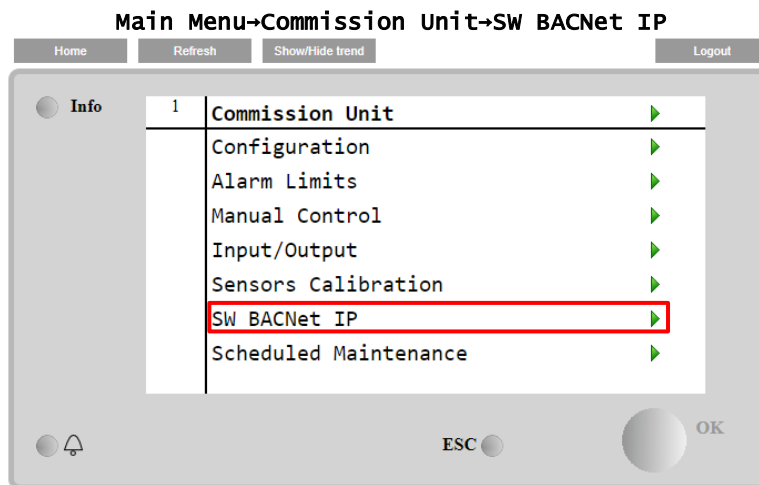 Main Menu→Commission Unit→SW BACNet IP
Home Refresh Show/Hide trend Logout
Info 1 Commission Unit
Configuration
Alarm Limits
Manual Control
Input/Output
Sensors Calibration
SW BACNet IP
Scheduled Maintenance
OK
ESC